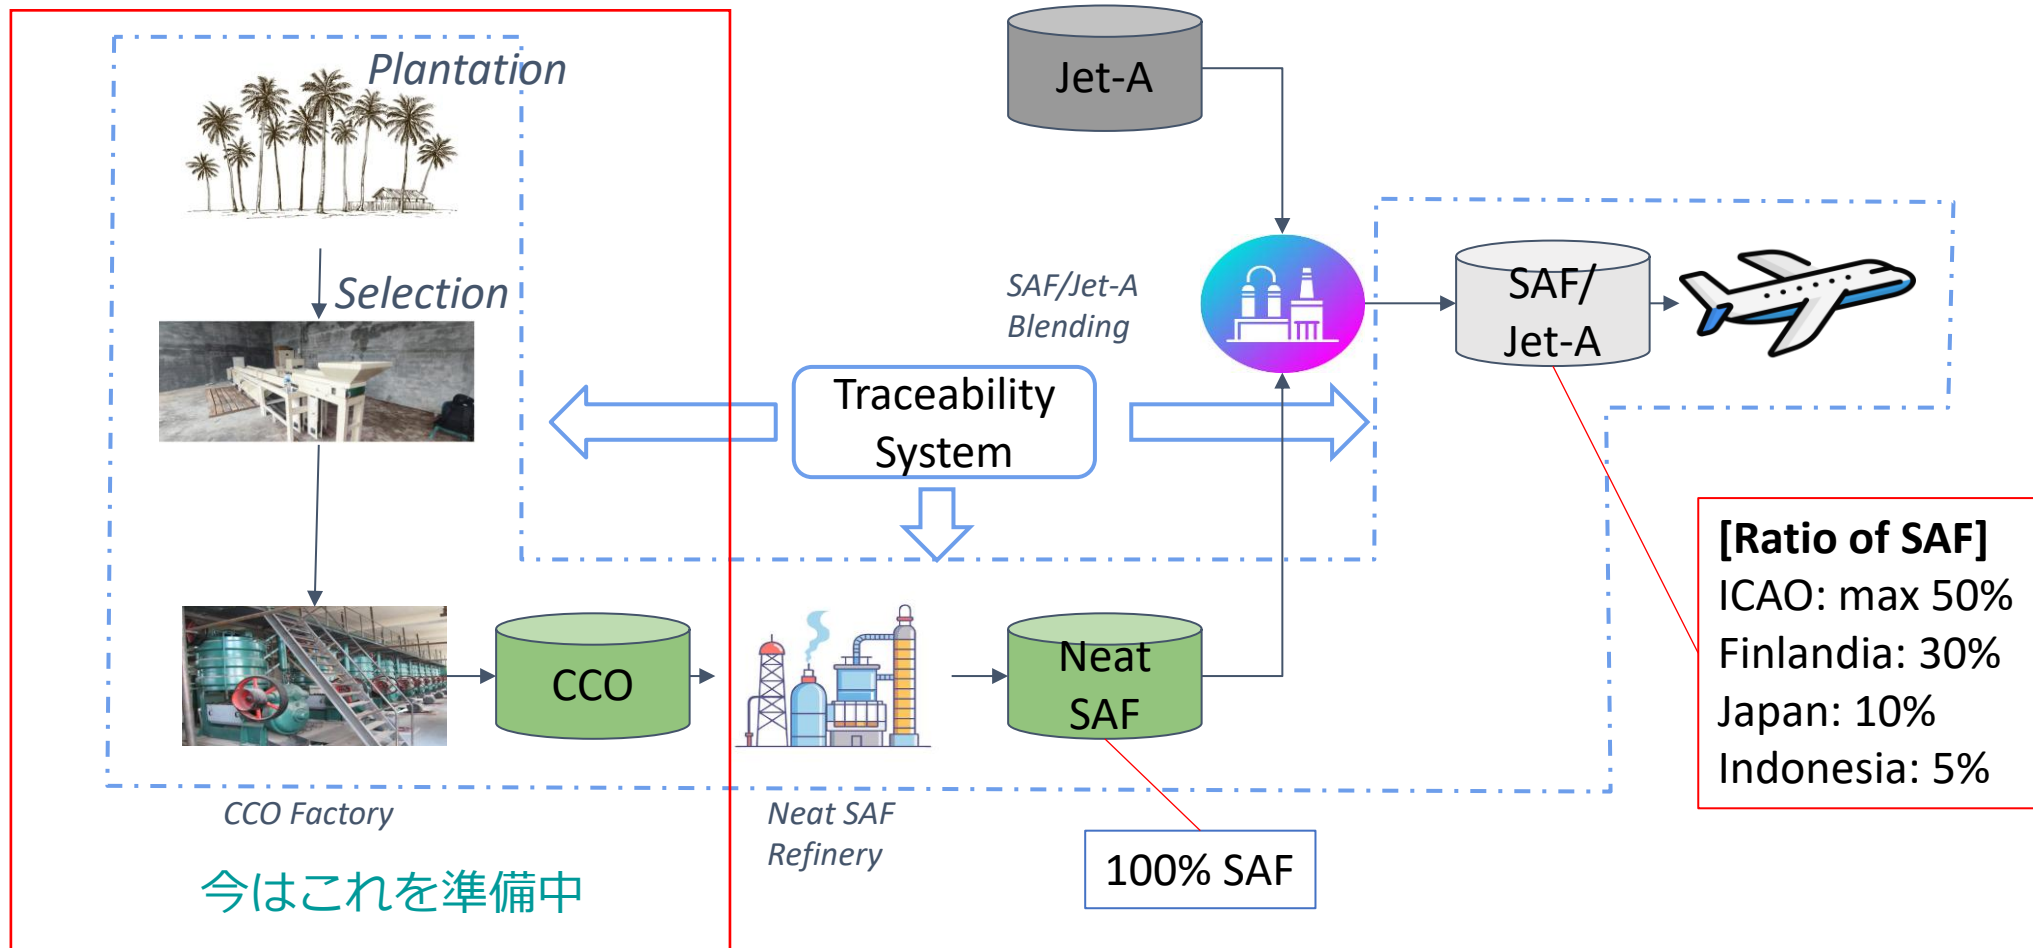 Plantation
Selection
CCO
CCO Factory
今はこれを準備中
Jet-A
SAF/Jet-A
Blending
Traceability
System
Neat SAF
Refinery
Neat
SAF
100% SAF
SAF/
Jet-A
[Ratio of SAF]
ICAO: max 50%
Finlandia: 30%
Japan: 10%
Indonesia: 5%